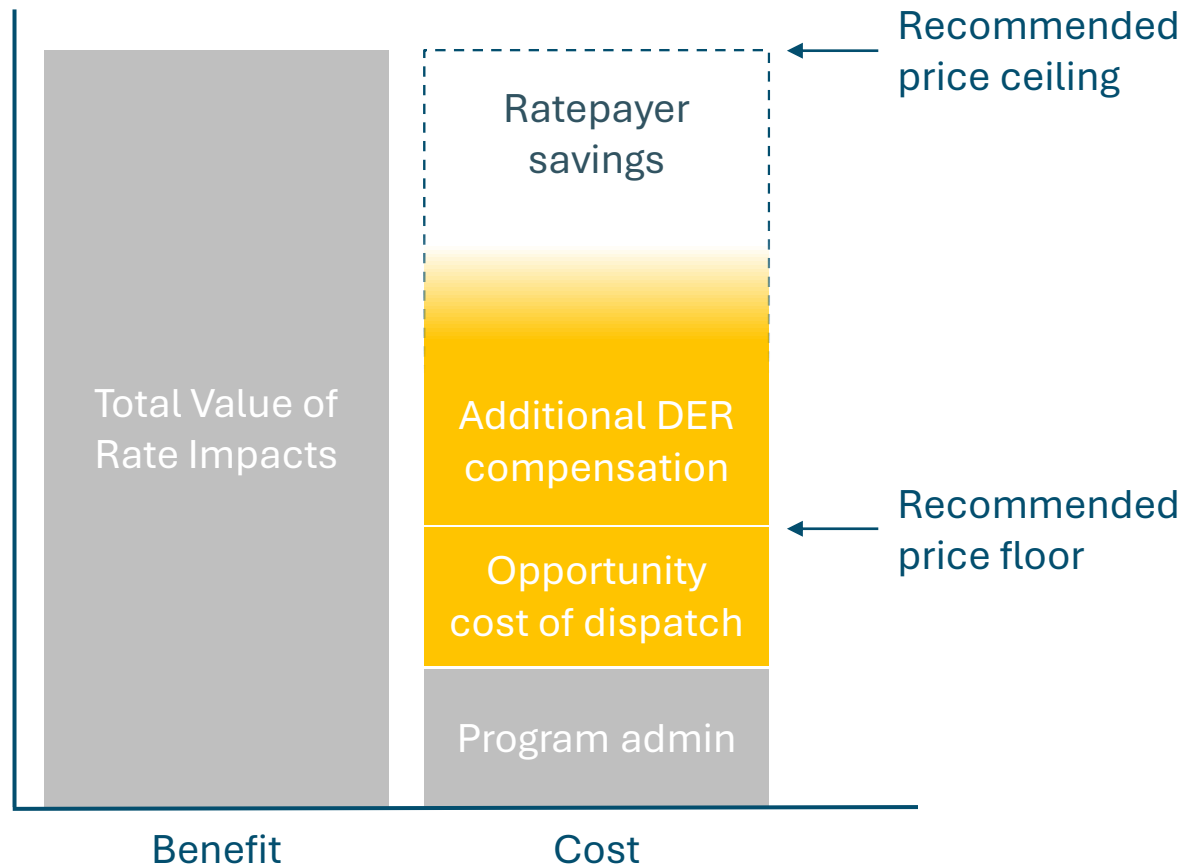 Recommended
price ceiling
Ratepayer
savings
Total Value of
Rate Impacts
Additional DER
compensation
Recommended
price floor
Opportunity
cost of dispatch
Program admin
Benefit
Cost